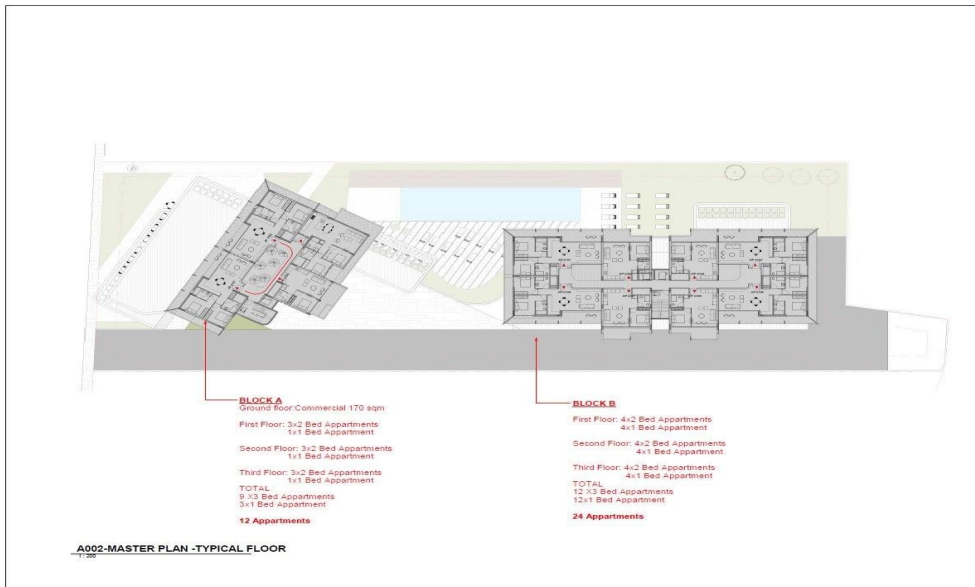 BLOCK A
Ground floor:Commercial 170 sqm
First Floor: 3x2 Bed Appartments
1x1 Bed Appartment
Second Floor: 3x2 Bed Appartments
1x1 Bed Appartment
Third Floor: 3x2 Bed Appartments
1x1 Bed Appartment
TOTAL
9 X3 Bed Appartments
3x1 Bed Appartment
12 Appartments
BLOCK B
First Floor: 4x2 Bed Appartments
4x1 Bed Appartment
Second Floor: 4x2 Bed Appartments
4x1 Bed Appartment
Third Floor: 4x2 Bed Appartments
4x1 Bed Appartment
TOTAL
12 X3 Bed Appartments
12x1 Bed Appartment
24 Appartments
A002-MASTER PLAN -TYPICAL FLOOR